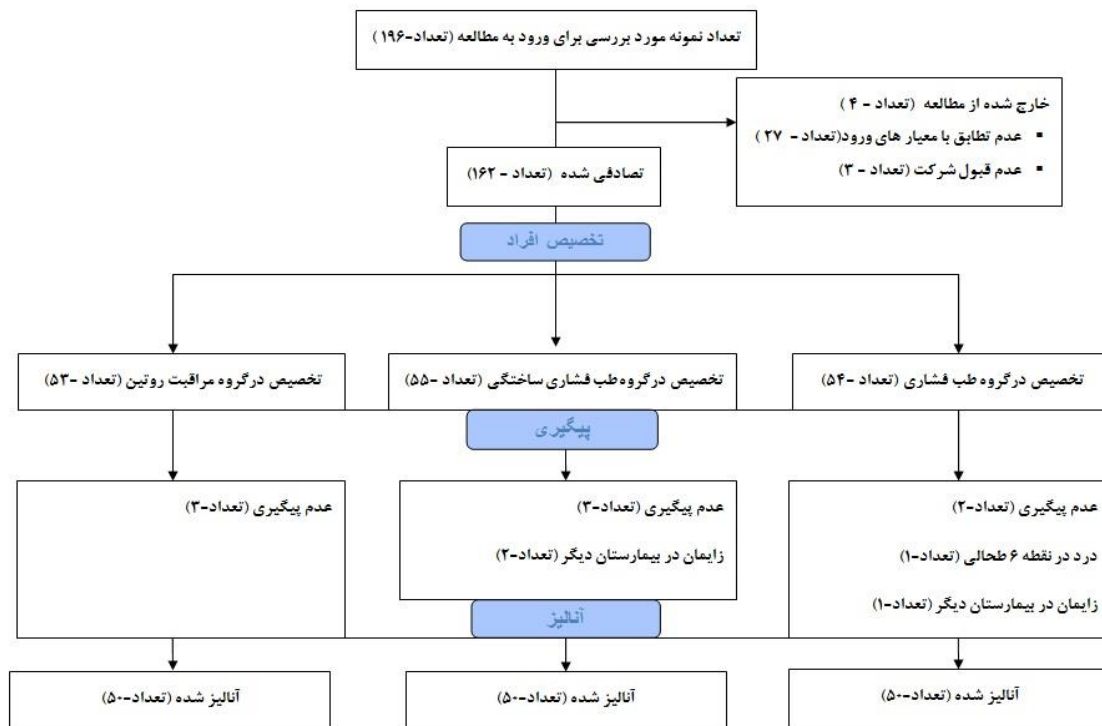 تعداد نمونه مورد بررسی برای ورود به مطالعه (تعداد-۱۹۶ )
خارج شده از مطالعه (تعداد - ۴ )
▪ عدم تطابق با معیار های ورود(تعداد - ۲۷ )
▪ عدم قبول شرکت (تعداد - ۳)
تصادفی شده (تعداد - ۱۶۲)
تخصیص افراد
تخصیص درگروه طب فشاری (تعداد -۵۴)
تخصیص درگروه طب فشاری ساختگی (تعداد -۵۵)
تخصیص درگروه مراقبت روتین (تعداد -۵۳)
پیگیری
عدم پیگیری (تعداد-۲)
درد در نقطه ۶ طحالی (تعداد-۱)
زایمان در بیمارستان دیگر (تعداد-۱)
عدم پیگیری (تعداد-۳)
زایمان در بیمارستان دیگر (تعداد-۲)
عدم پیگیری (تعداد-۳)
آنالیز
آنالیز شده (تعداد-۵۰)
آنالیز شده (تعداد-۵۰)
آنالیز شده (تعداد-۵۰)